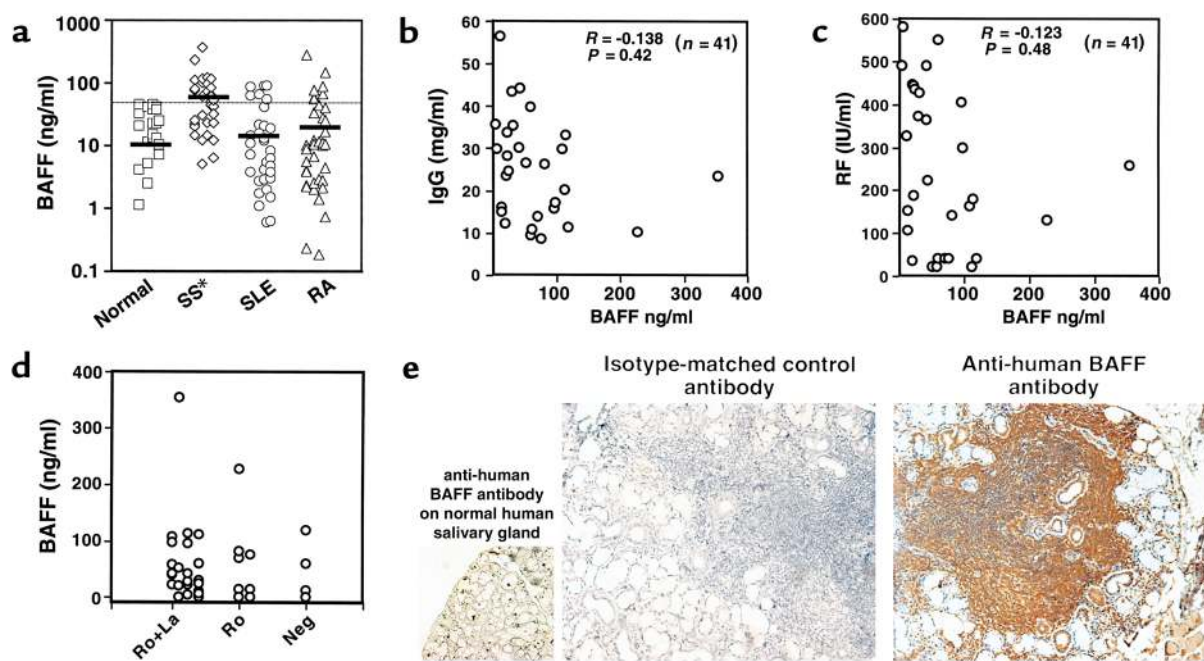 a
1000
100
10
1
0.1
BAFF (ng/ml)
Normal
SS*
SLE
RA
b
R = -0.138
P = 0.42
(n = 41)
60
50
40
30
20
10
0
IgG (mg/ml)
100
200
300
400
BAFF ng/ml
c
R = -0.123
P = 0.48
(n = 41)
600
500
400
300
200
100
0
RF (IU/ml)
100
200
300
400
BAFF ng/ml
d
400
300
200
100
0
BAFF (ng/ml)
Ro+La
Ro
Neg
e
anti-human
BAFF antibody
on normal human
salivary gland
Isotype-matched control
antibody
Anti-human BAFF
antibody